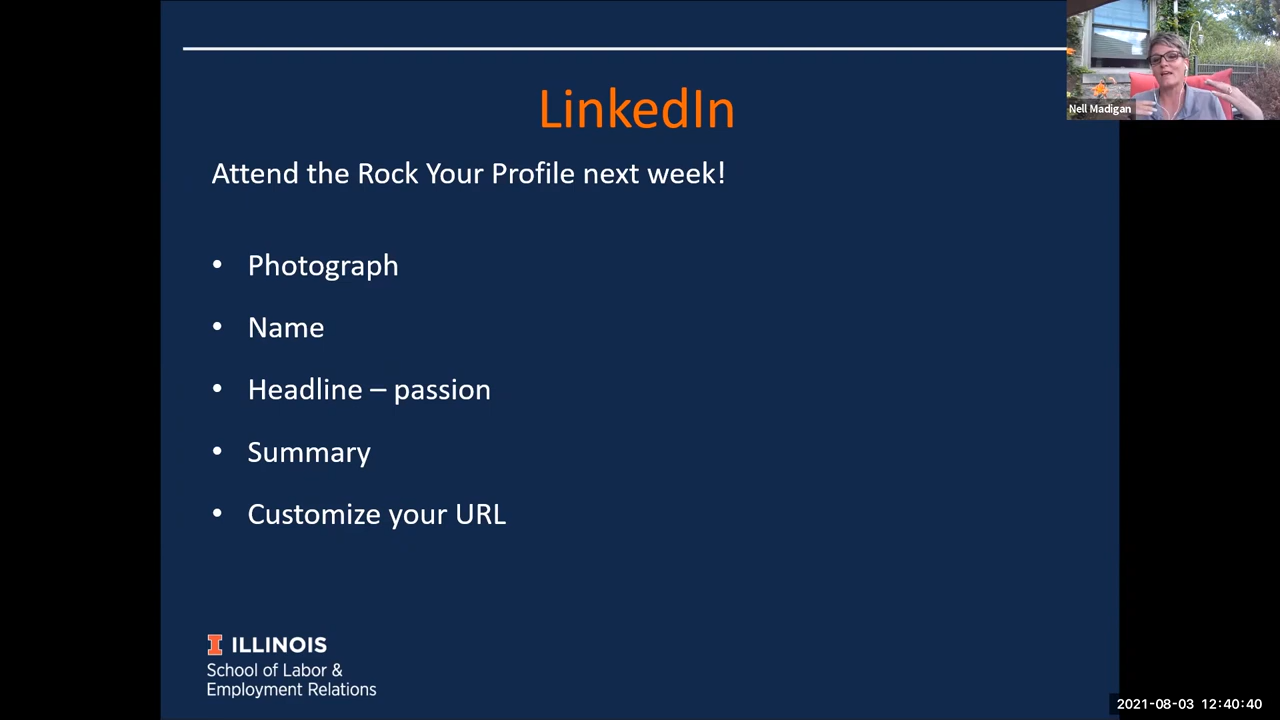 LinkedIn
Nell Madigan
Attend the Rock Your Profile next week!
• Photograph
• Name
• Headline – passion
• Summary
• Customize your URL
I ILLINOIS
School of Labor &
Employment Relations
2021-08-03 12:40:40